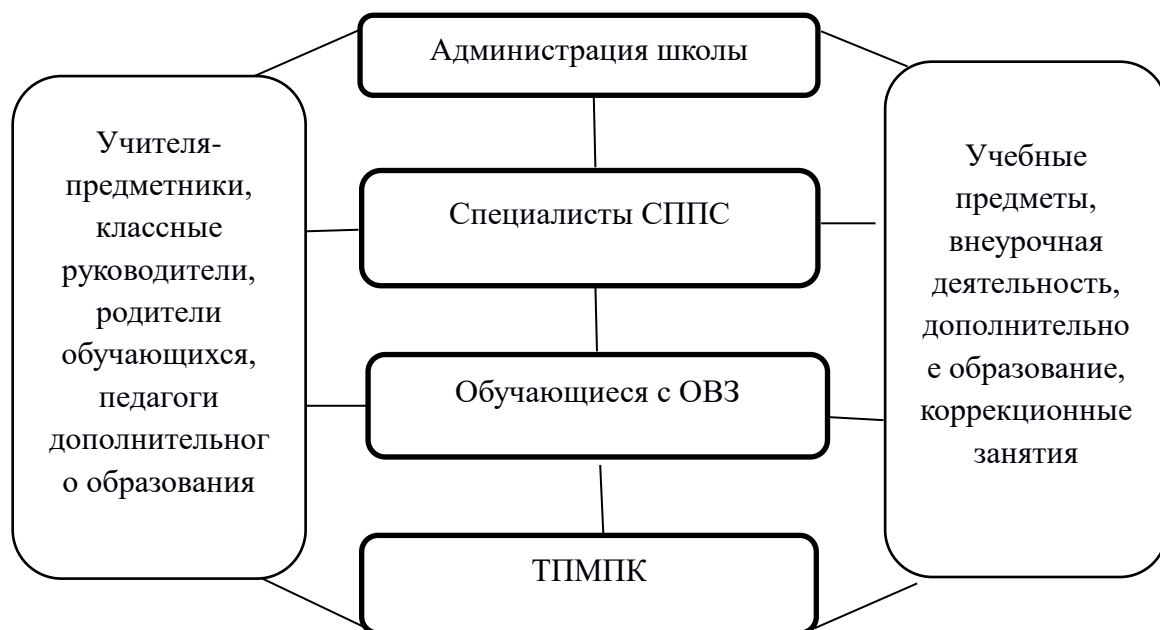 Администрация школы
Учителя-
предметники,
классные
руководители,
родители
обучающихся,
педагоги
дополнительног
о образования
Специалисты СППС
Обучающиеся с ОВЗ
ТПМПК
Учебные
предметы,
внеурочная
деятельность,
дополнительно
е образование,
коррекционные
занятия